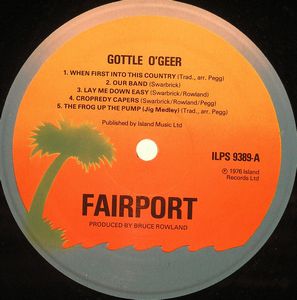 GOTTLE O'GEER
1. WHEN FIRST INTO THIS COUNTRY (Trad., arr. Pegg)
2. OUR BAND (Swarbrick)
3. LAY ME DOWN EASY (Swarbrick/Rowland)
4. CROPREDY CAPERS (Swarbrick/Rowland/Pegg)
5. THE FROG UP THE PUMP (Jig Medley) (Trad., arr. Pegg)
Published by Island Music Ltd
ILPS 9389-A
℗ 1976 Island
Records Ltd
FAIRPORT
PRODUCED BY BRUCE ROWLAND